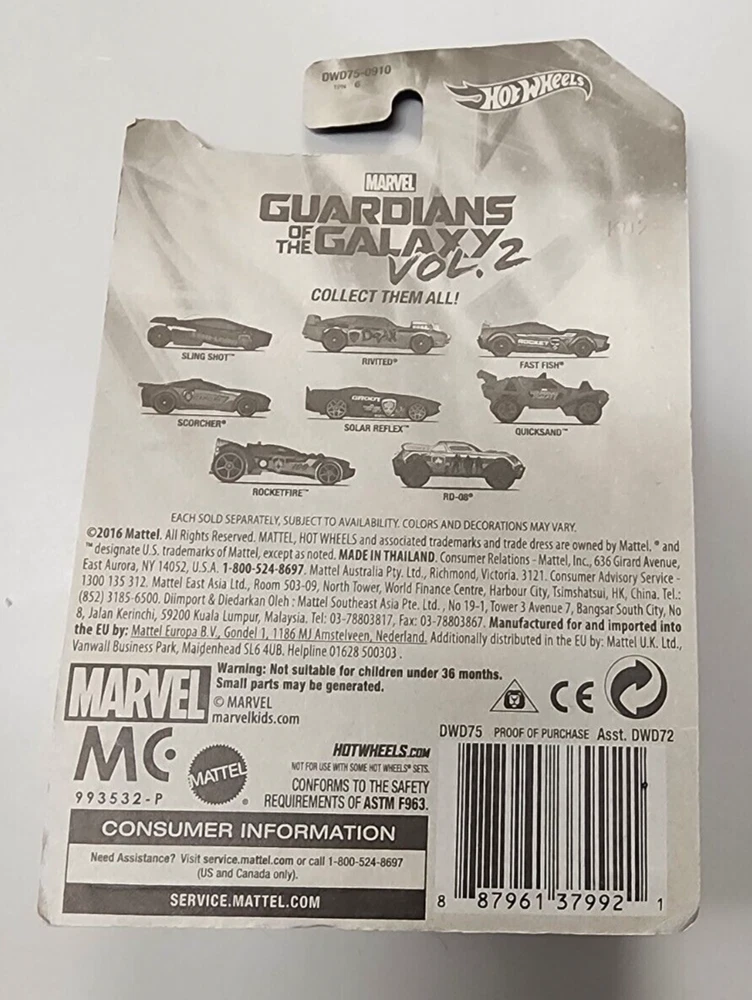 DWD75-0910
HOT WHEELS
MARVEL
GUARDIANS
OF THE GALAXY
VOL. 2
COLLECT THEM ALL!
SLING SHOT™
RIVITED®
FAST FISH®
SCORCHER®
GROOT
SOLAR REFLEX™
QUICKSAND™
ROCKET
DRAX
ROCKETFIRE™
RD-08®
EACH SOLD SEPARATELY, SUBJECT TO AVAILABILITY. COLORS AND DECORATIONS MAY VARY.
©2016 Mattel. All Rights Reserved. MATTEL, HOT WHEELS and associated trademarks and trade dress are owned by Mattel. ® and
™ designate U.S. trademarks of Mattel, except as noted. MADE IN THAILAND. Consumer Relations - Mattel, Inc., 636 Girard Avenue,
East Aurora, NY 14052, U.S.A. 1-800-524-8697. Mattel Australia Pty. Ltd., Richmond, Victoria. 3121. Consumer Advisory Service -
1300 135 312. Mattel East Asia Ltd., Room 503-09, North Tower, World Finance Centre, Harbour City, Tsimshatsui, HK, China. Tel.:
(852) 3185-6500. Diimport & Diedarkan Oleh : Mattel Southeast Asia Pte. Ltd. , No 19-1, Tower 3 Avenue 7, Bangsar South City, No
8, Jalan Kerinchi, 59200 Kuala Lumpur, Malaysia. Tel: 03-78803817, Fax: 03-78803867. Manufactured for and imported into
the EU by: Mattel Europa B.V., Gondel 1, 1186 MJ Amstelveen, Nederland. Additionally distributed in the EU by: Mattel U.K. Ltd.,
Vanwall Business Park, Maidenhead SL6 4UB. Helpline 01628 500303 .
MARVEL
Warning: Not suitable for children under 36 months.
Small parts may be generated.
© MARVEL
marvelkids.com
CE
DWD75 PROOF OF PURCHASE Asst. DWD72
MC
993532-P
MATTEL®
HOTWHEELS.COM
NOT FOR USE WITH SOME HOT WHEELS® SETS.
CONFORMS TO THE SAFETY
REQUIREMENTS OF ASTM F963.
CONSUMER INFORMATION
Need Assistance? Visit service.mattel.com or call 1-800-524-8697
(US and Canada only).
SERVICE.MATTEL.COM
8 87961 37992 1